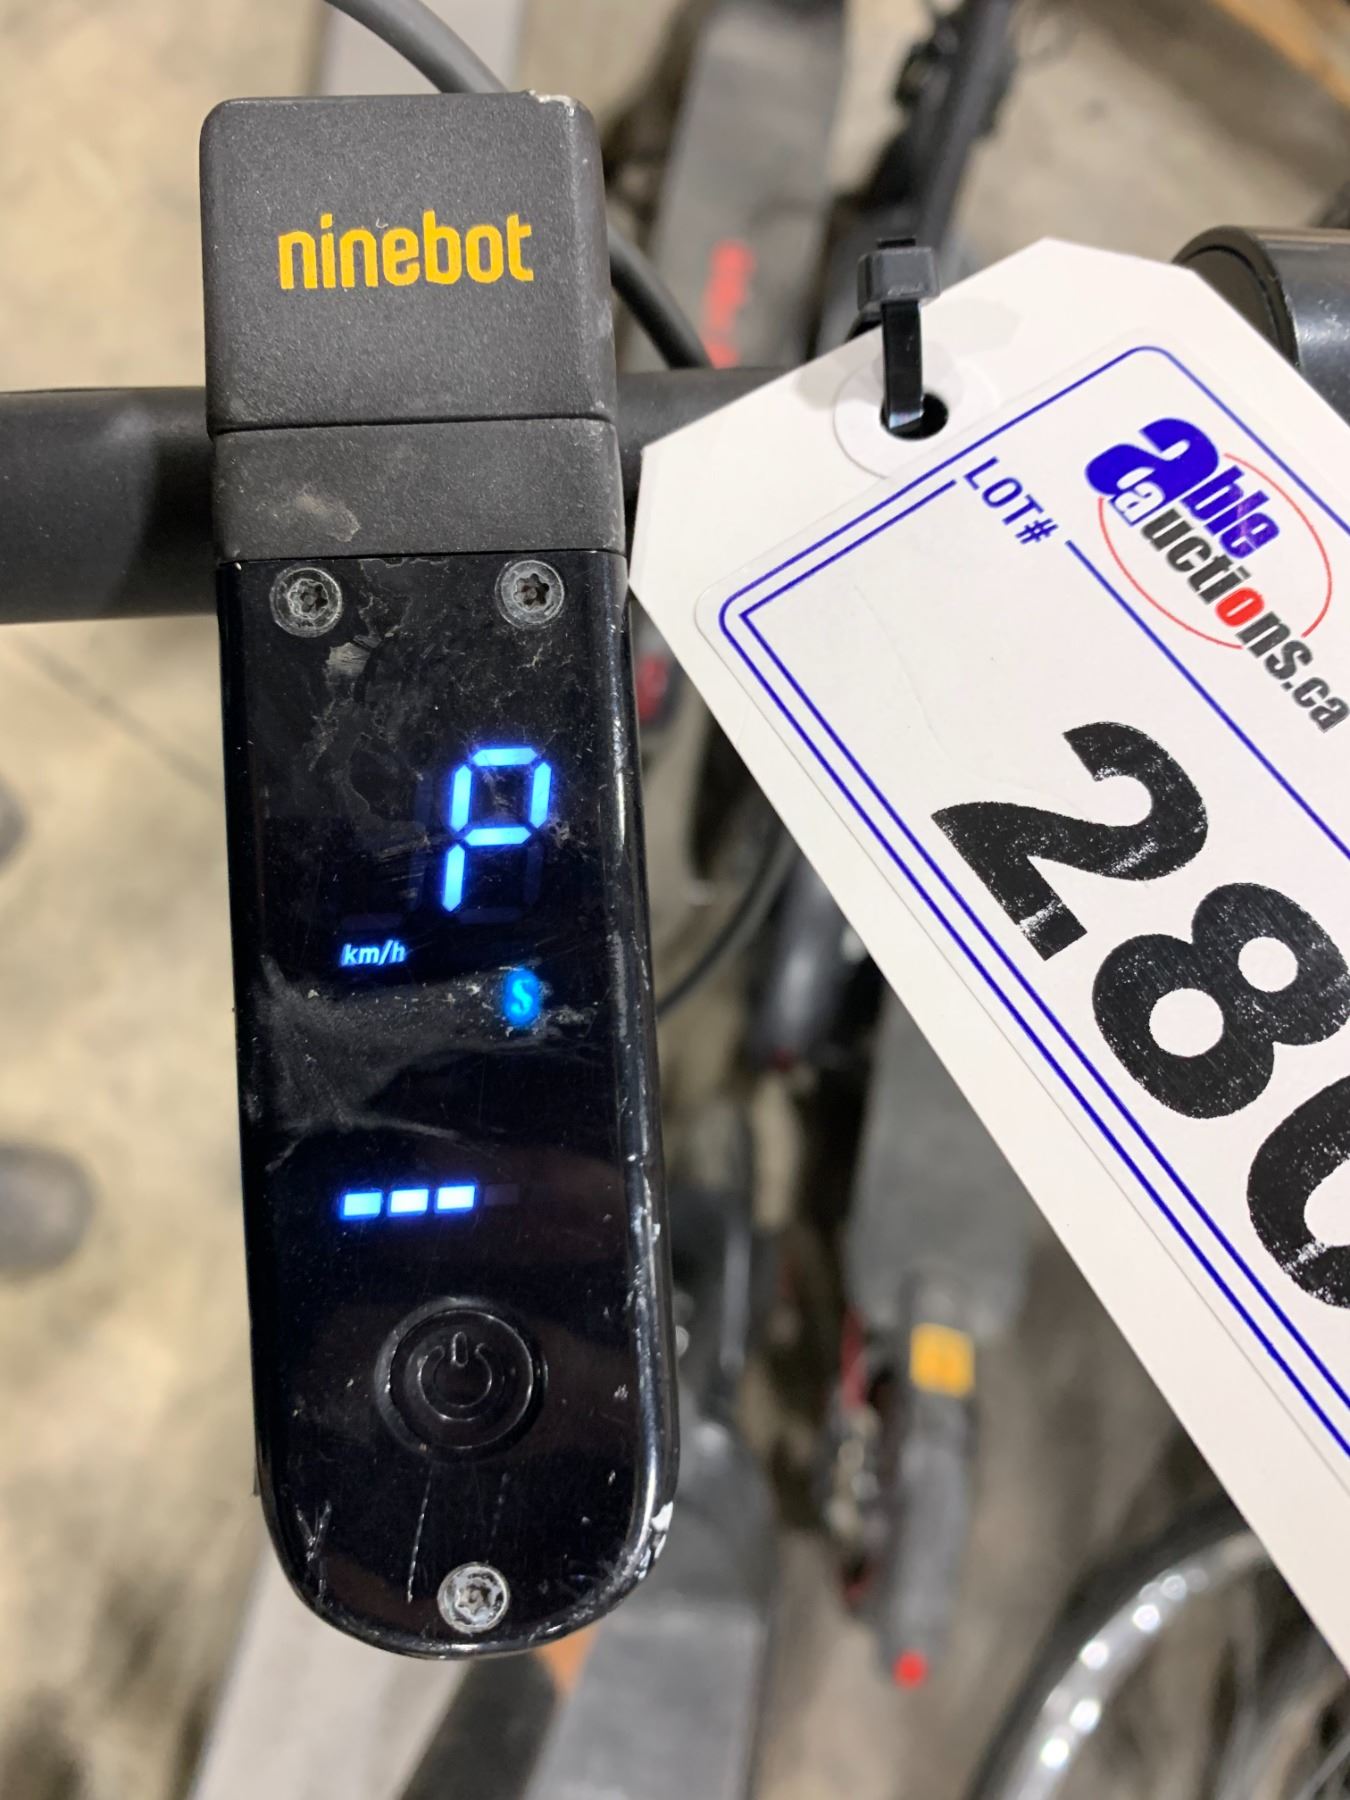 ninebot
P
km/h
S
LOT#
able
auctions.ca
280